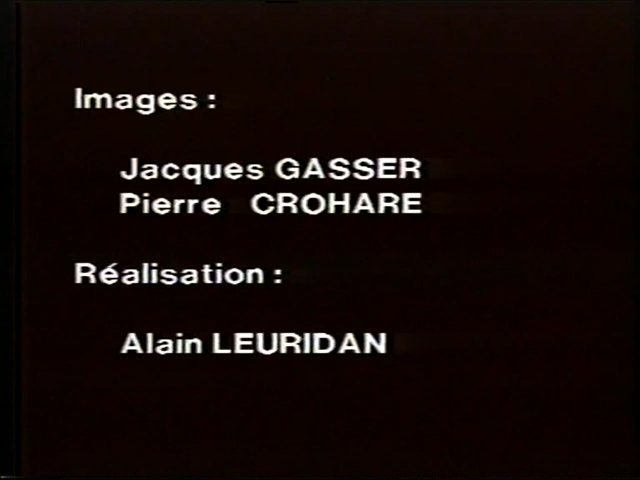 Images :
Jacques GASSER
Pierre CROHARE
Réalisation :
Alain LEURIDAN